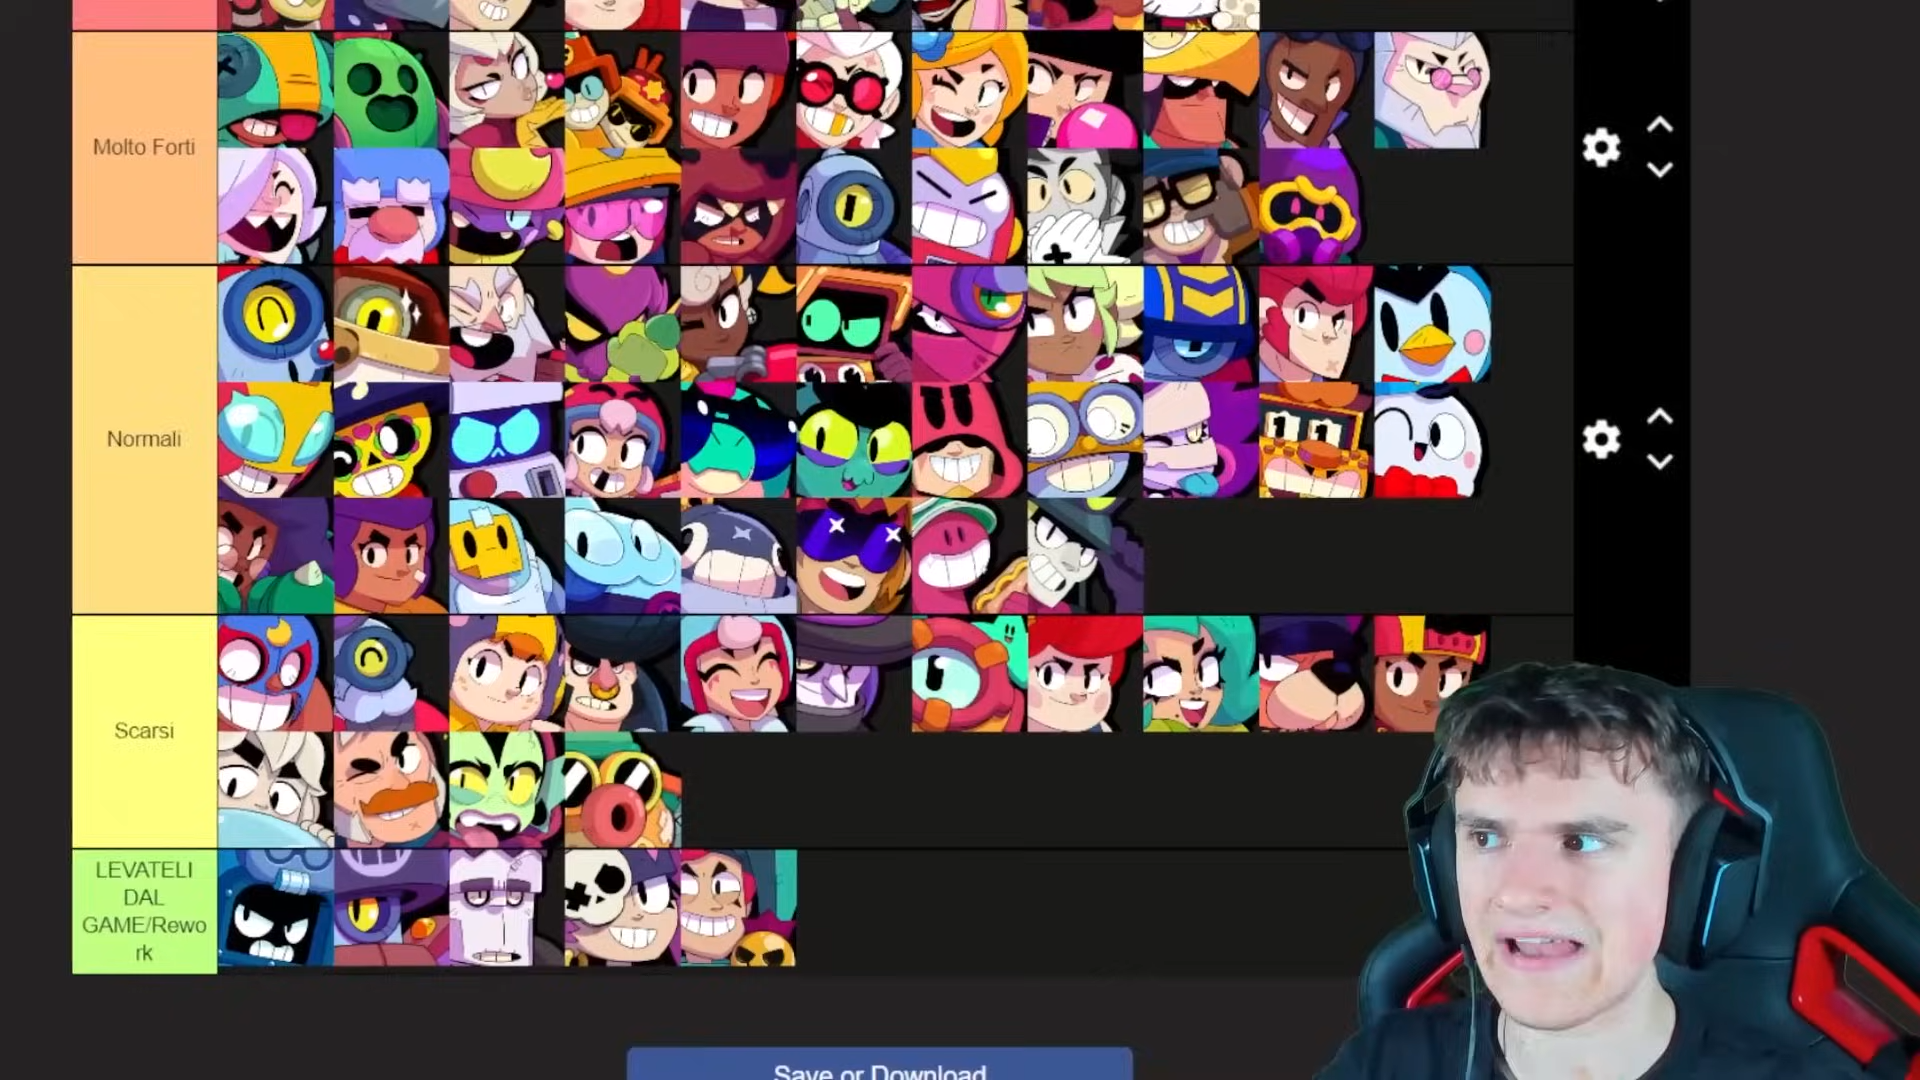 Molto Forti
Normali
Scarsi
LEVATELI
DAL
GAME/Rewo
rk
Save or Download